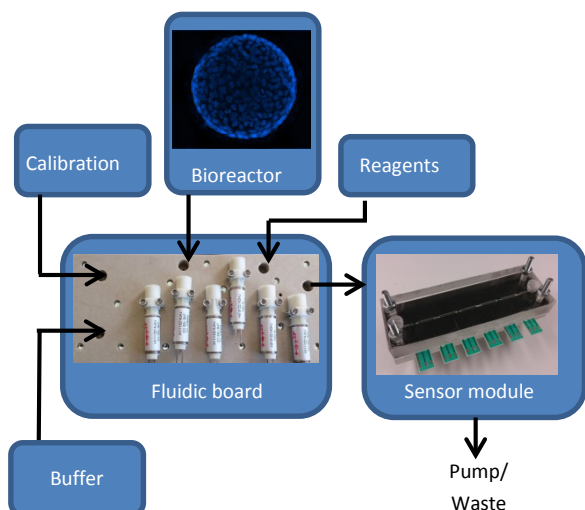 Calibration
Bioreactor
Reagents
Fluidic board
Sensor module
Buffer
Pump/
Waste